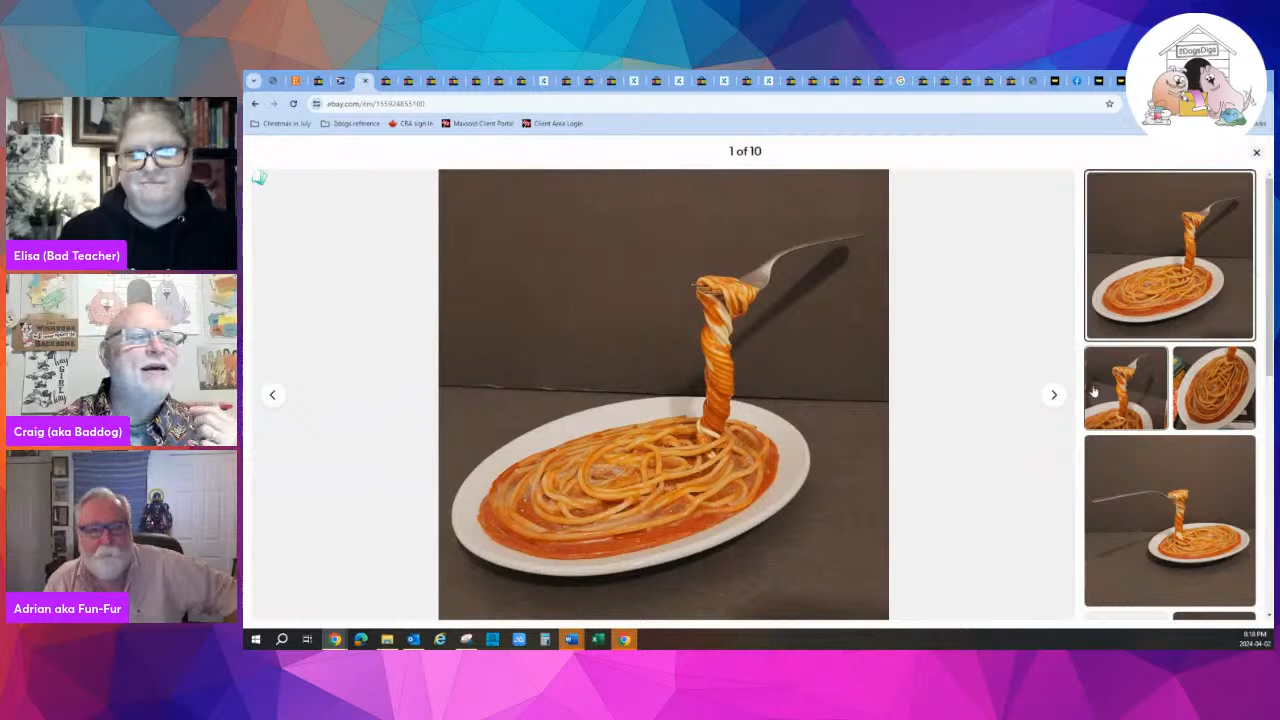 2DogsDigs
ebay.com/itm/155924855100
Christmas in July
2dogs reference
CRA sign in
Maxsold Client Portal
Client Area Login
1 of 10
Elisa (Bad Teacher)
Craig (aka Baddog)
Adrian aka Fun-Fur
8:18 PM
2024-04-02